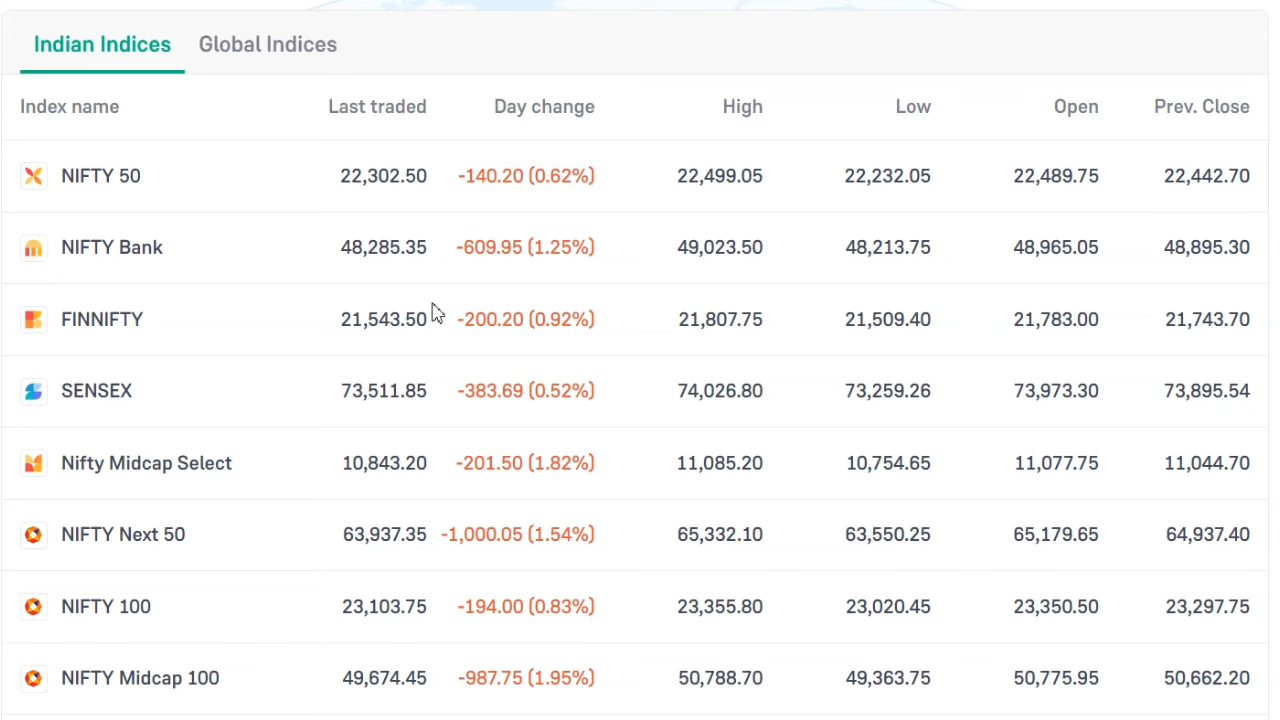 Indian Indices Global Indices
Index name Last traded Day change High Low Open Prev. Close
NIFTY 50 22,302.50 -140.20 (0.62%) 22,499.05 22,232.05 22,489.75 22,442.70
NIFTY Bank 48,285.35 -609.95 (1.25%) 49,023.50 48,213.75 48,965.05 48,895.30
FINNIFTY 21,543.50 -200.20 (0.92%) 21,807.75 21,509.40 21,783.00 21,743.70
SENSEX 73,511.85 -383.69 (0.52%) 74,026.80 73,259.26 73,973.30 73,895.54
Nifty Midcap Select 10,843.20 -201.50 (1.82%) 11,085.20 10,754.65 11,077.75 11,044.70
NIFTY Next 50 63,937.35 -1,000.05 (1.54%) 65,332.10 63,550.25 65,179.65 64,937.40
NIFTY 100 23,103.75 -194.00 (0.83%) 23,355.80 23,020.45 23,350.50 23,297.75
NIFTY Midcap 100 49,674.45 -987.75 (1.95%) 50,788.70 49,363.75 50,775.95 50,662.20